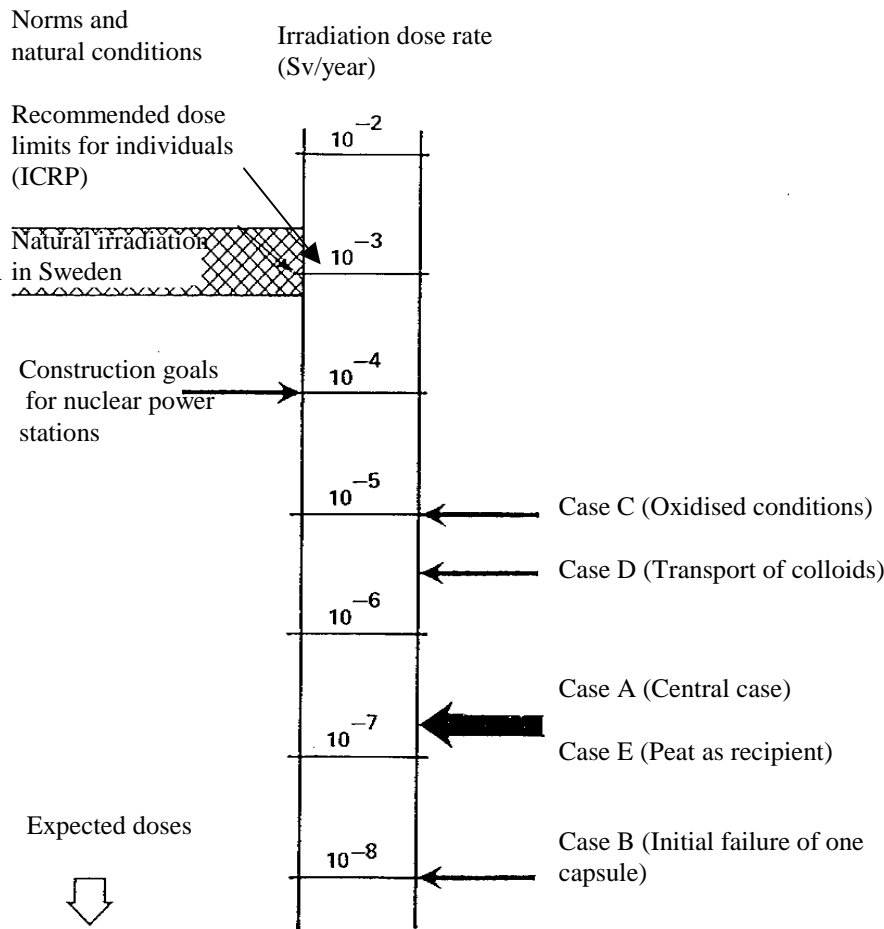 Norms and
natural conditions
Irradiation dose rate
(Sv/year)
Recommended dose
limits for individuals
(ICRP)
10⁻²
Natural irradiation
in Sweden
10⁻³
Construction goals
for nuclear power
stations
10⁻⁴
10⁻⁵
Case C (Oxidised conditions)
Case D (Transport of colloids)
10⁻⁶
Case A (Central case)
10⁻⁷
Case E (Peat as recipient)
Expected doses
10⁻⁸
Case B (Initial failure of one
capsule)